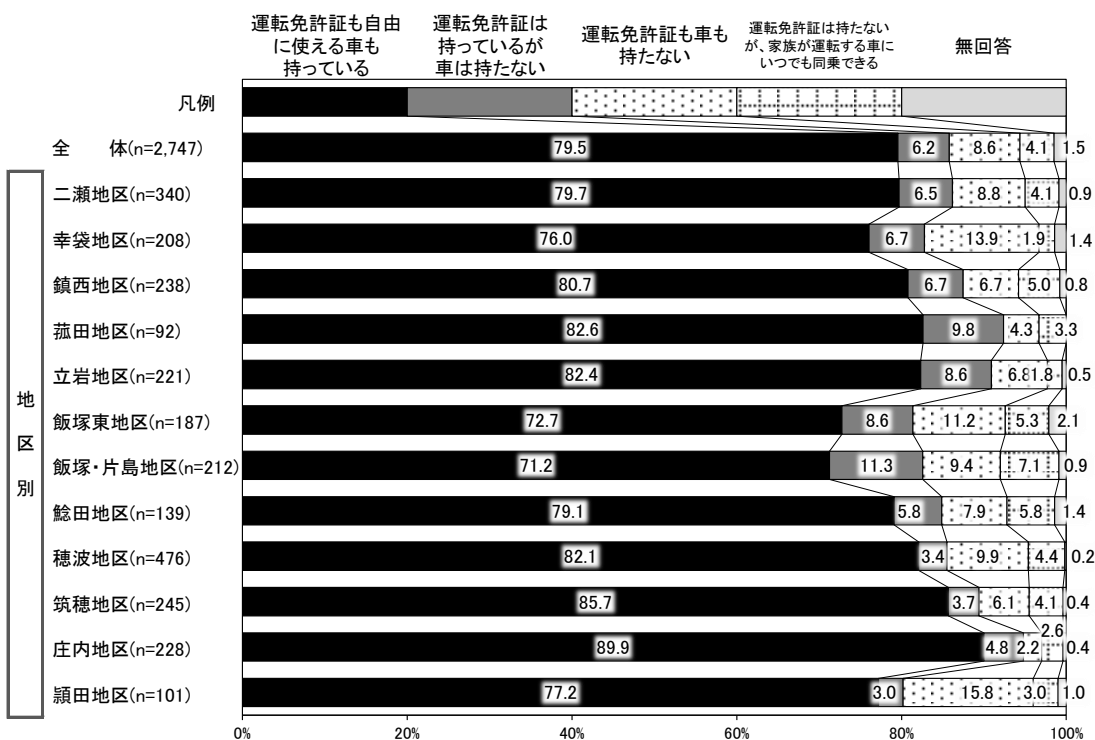 運転免許証も自由
に使える車も
持っている
運転免許証は
持っているが
車は持たない
運転免許証も車も
持たない
運転免許証は持たない
が、家族が運転する車に
いつでも同乗できる
無回答
凡例
全 体(n=2,747) 79.5 6.2 8.6 4.1 1.5
地区別
二瀬地区(n=340) 79.7 6.5 8.8 4.1 0.9
幸袋地区(n=208) 76.0 6.7 13.9 1.9 1.4
鎮西地区(n=238) 80.7 6.7 6.7 5.0 0.8
菰田地区(n=92) 82.6 9.8 4.3 3.3
立岩地区(n=221) 82.4 8.6 6.8 1.8 0.5
飯塚東地区(n=187) 72.7 8.6 11.2 5.3 2.1
飯塚・片島地区(n=212) 71.2 11.3 9.4 7.1 0.9
鯰田地区(n=139) 79.1 5.8 7.9 5.8 1.4
穂波地区(n=476) 82.1 3.4 9.9 4.4 0.2
筑穂地区(n=245) 85.7 3.7 6.1 4.1 0.4
庄内地区(n=228) 89.9 4.8 2.2 2.6 0.4
頴田地区(n=101) 77.2 3.0 15.8 3.0 1.0
0% 20% 40% 60% 80% 100%